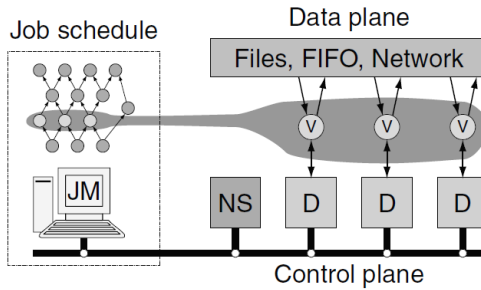 Job schedule
Data plane
Files, FIFO, Network
V V V
JM
NS D D D
Control plane